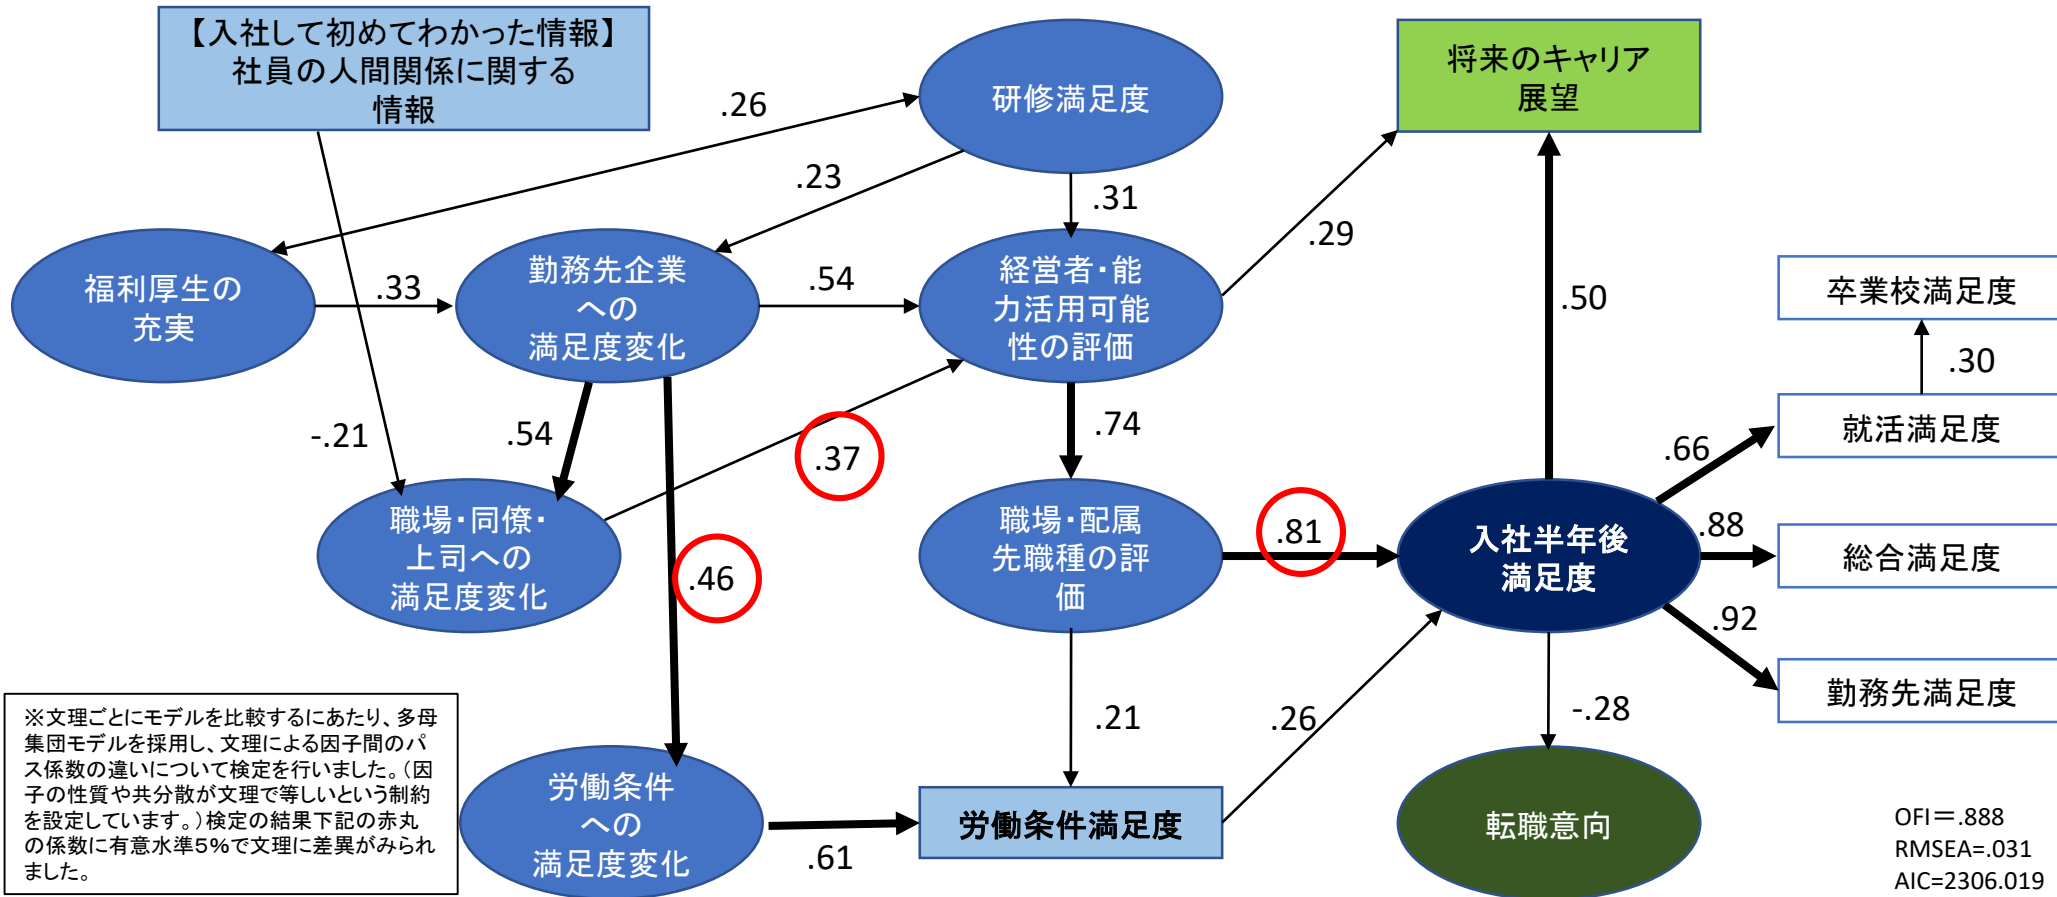 【入社して初めてわかった情報】
社員の人間関係に関する
情報
研修満足度
将来のキャリア
展望
.26
.23
.31
.29
福利厚生の
充実
.33
勤務先企業
への
満足度変化
.54
経営者・能
力活用可能
性の評価
.50
卒業校満足度
.30
就活満足度
-.21
.54
.37
.74
.66
職場・同僚・
上司への
満足度変化
.46
職場・配属
先職種の評
価
.81
入社半年後
満足度
.88
総合満足度
.92
勤務先満足度
※文理ごとにモデルを比較するにあたり、多母
集団モデルを採用し、文理による因子間のパ
ス係数の違いについて検定を行いました。（因
子の性質や共分散が文理で等しいという制約
を設定しています。）検定の結果下記の赤丸
の係数に有意水準5%で文理に差異がみられ
ました。
.21
.26
-.28
労働条件
への
満足度変化
.61
労働条件満足度
転職意向
OFI＝.888
RMSEA=.031
AIC=2306.019